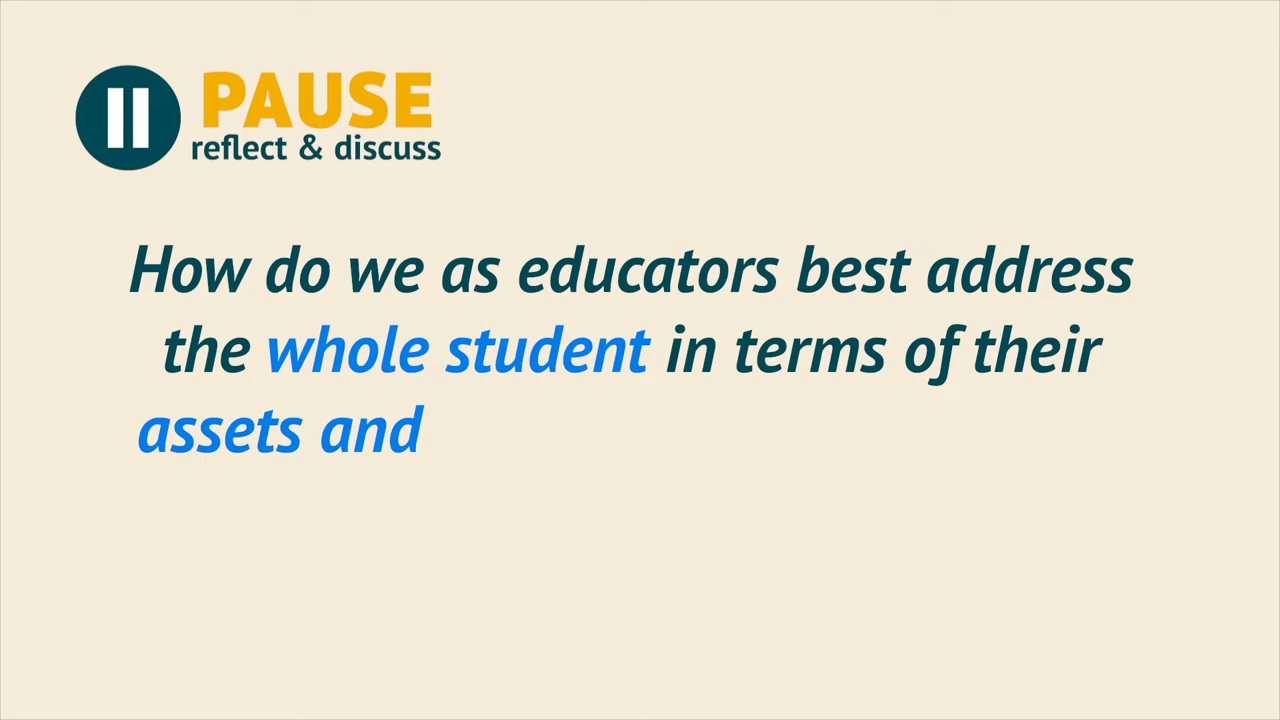 PAUSE
reflect & discuss
How do we as educators best address
the whole student in terms of their
assets and